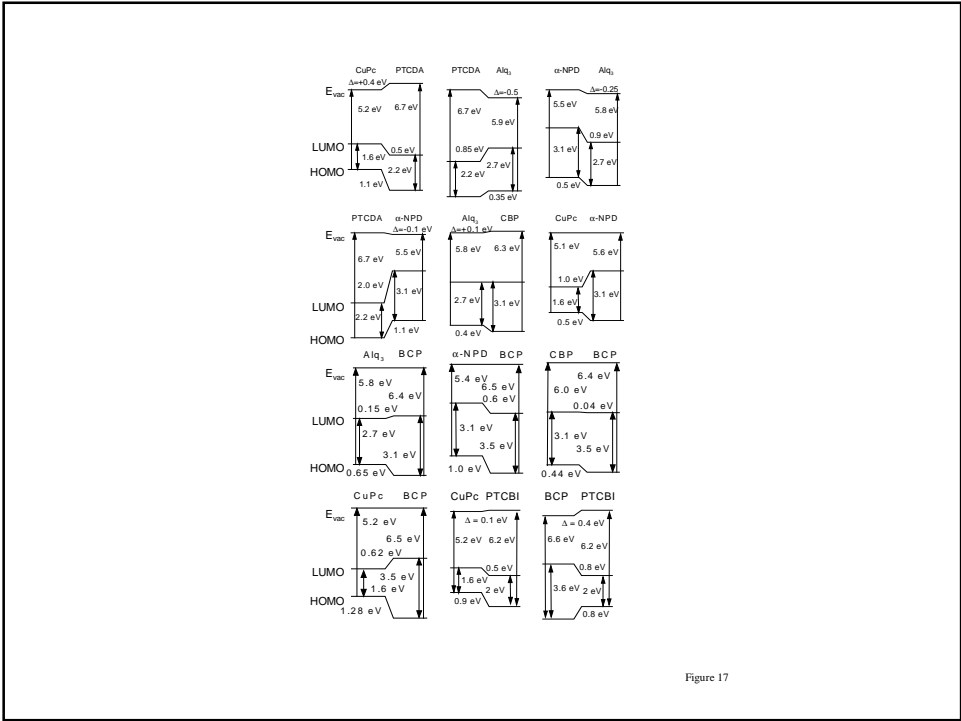 CuPc PTCDA PTCDA Alq₃ α-NPD Alq₃
Δ=+0.4 eV Δ=-0.5 Δ=-0.25
Evac
5.2 eV 6.7 eV 6.7 eV 5.9 eV 5.5 eV 5.8 eV
LUMO 0.5 eV 0.85 eV 0.9 eV
1.6 eV 2.2 eV 2.2 eV 2.7 eV 3.1 eV 2.7 eV
HOMO 1.1 eV 0.35 eV 0.5 eV
PTCDA α-NPD Alq₃ CBP CuPc α-NPD
Δ=-0.1 eV Δ=+0.1 eV
Evac
6.7 eV 5.5 eV 5.8 eV 6.3 eV 5.1 eV 5.6 eV
2.0 eV 1.0 eV
LUMO 2.2 eV 3.1 eV 2.7 eV 3.1 eV 1.6 eV 3.1 eV
HOMO 1.1 eV 0.4 eV 0.5 eV
Alq₃ BCP α-NPD BCP CBP BCP
Evac
5.8 eV 6.4 eV 5.4 eV 6.5 eV 6.0 eV 6.4 eV
LUMO 0.15 eV 0.6 eV 0.04 eV
2.7 eV 3.1 eV 3.1 eV 3.5 eV 3.1 eV 3.5 eV
HOMO 0.65 eV 1.0 eV 0.44 eV
CuPc BCP CuPc PTCBI BCP PTCBI
Evac
Δ = 0.1 eV Δ = 0.4 eV
5.2 eV 6.5 eV 5.2 eV 6.2 eV 6.6 eV 6.2 eV
LUMO 0.62 eV 0.5 eV 0.8 eV
3.5 eV 1.6 eV 1.6 eV 2 eV 3.6 eV 2 eV
HOMO 1.28 eV 0.9 eV 0.8 eV
Figure 17